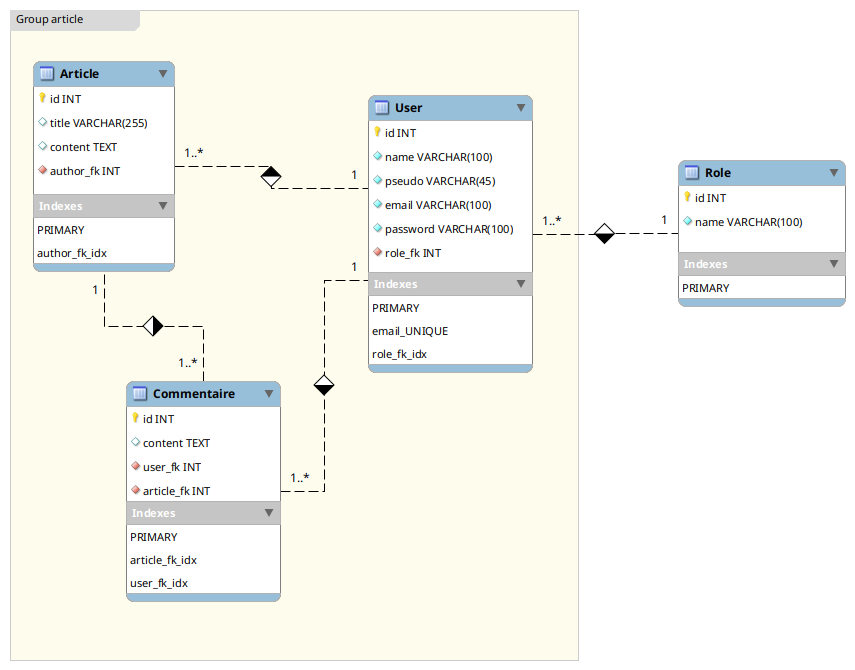 Group article
Article
id INT
title VARCHAR(255)
content TEXT
author_fk INT
Indexes
PRIMARY
author_fk_idx
1..*
1
User
id INT
name VARCHAR(100)
pseudo VARCHAR(45)
email VARCHAR(100)
password VARCHAR(100)
role_fk INT
Indexes
PRIMARY
email_UNIQUE
role_fk_idx
1..*
1
Role
id INT
name VARCHAR(100)
Indexes
PRIMARY
1
1..*
1
1..*
Commentaire
id INT
content TEXT
user_fk INT
article_fk INT
Indexes
PRIMARY
article_fk_idx
user_fk_idx